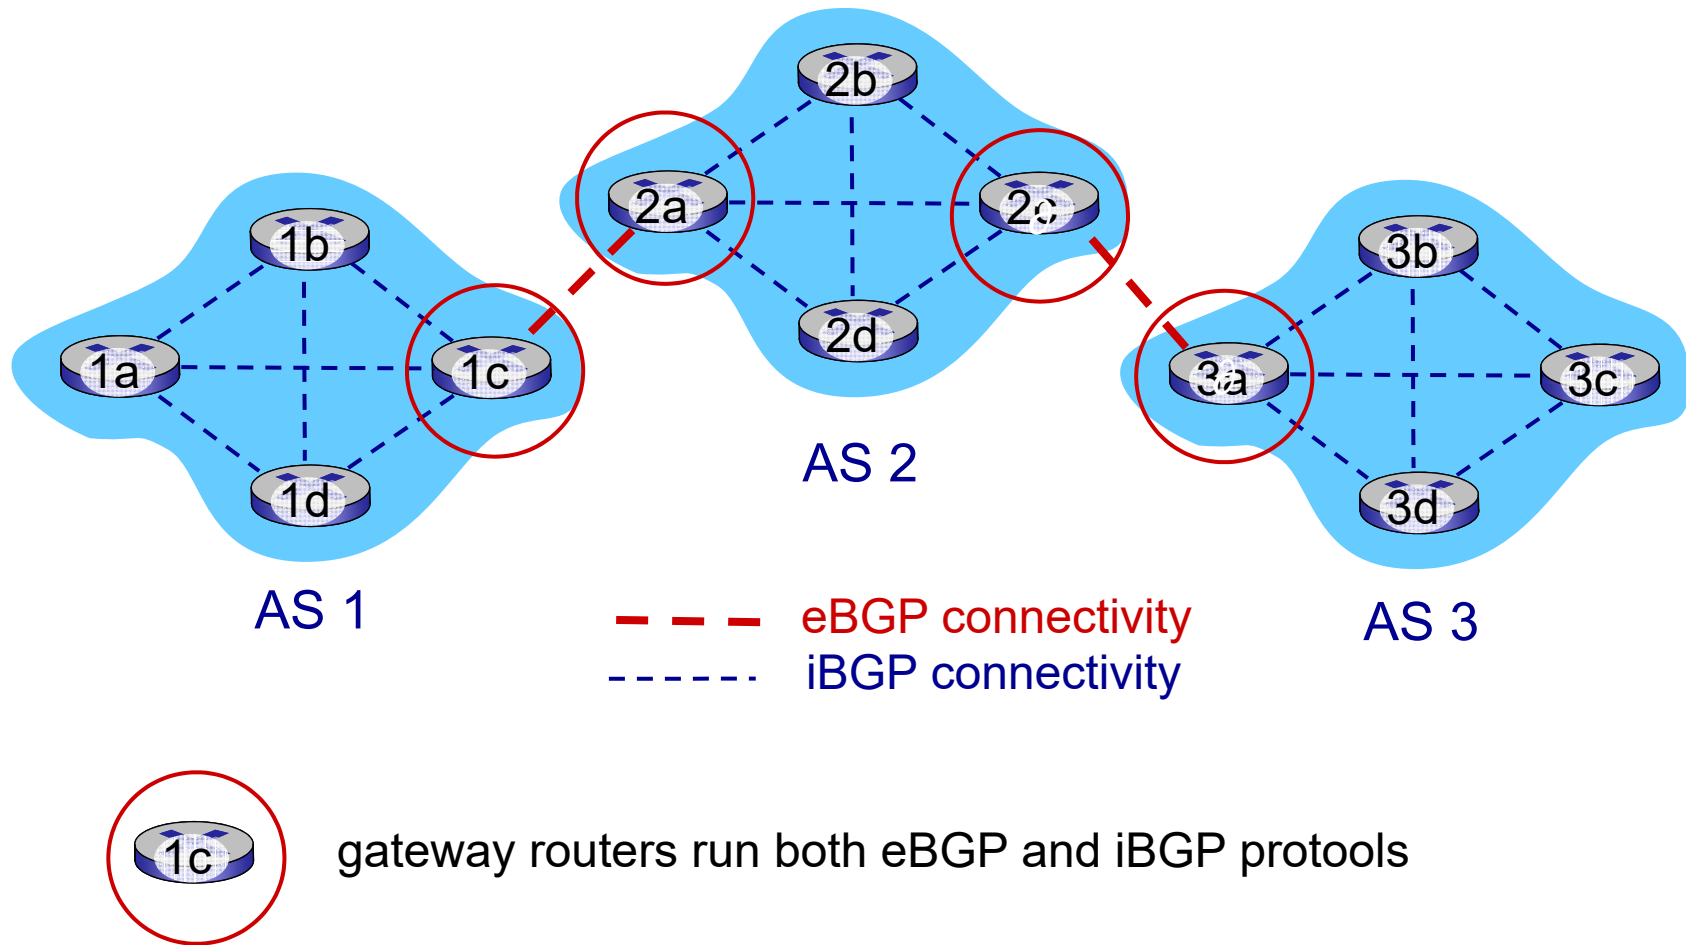 2b
2a
2c
1b
3b
2d
1a
1c
3a
3c
AS 2
1d
3d
AS 1
eBGP connectivity
AS 3
iBGP connectivity
1c
gateway routers run both eBGP and iBGP protools